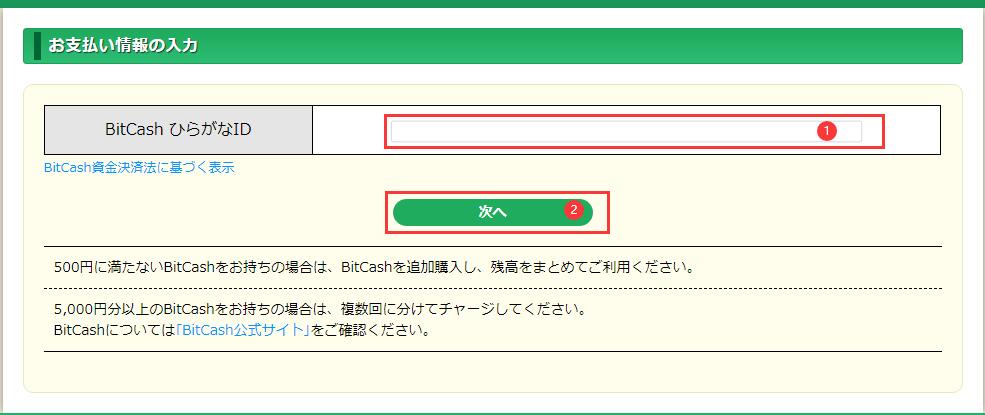 お支払い情報の入力
BitCash ひらがなID
1
BitCash資金決済法に基づく表示
次へ
2
500円に満たないBitCashをお持ちの場合は、BitCashを追加購入し、残高をまとめてご利用ください。
5,000円分以上のBitCashをお持ちの場合は、複数回に分けてチャージしてください。
BitCashについては「BitCash公式サイト」をご確認ください。